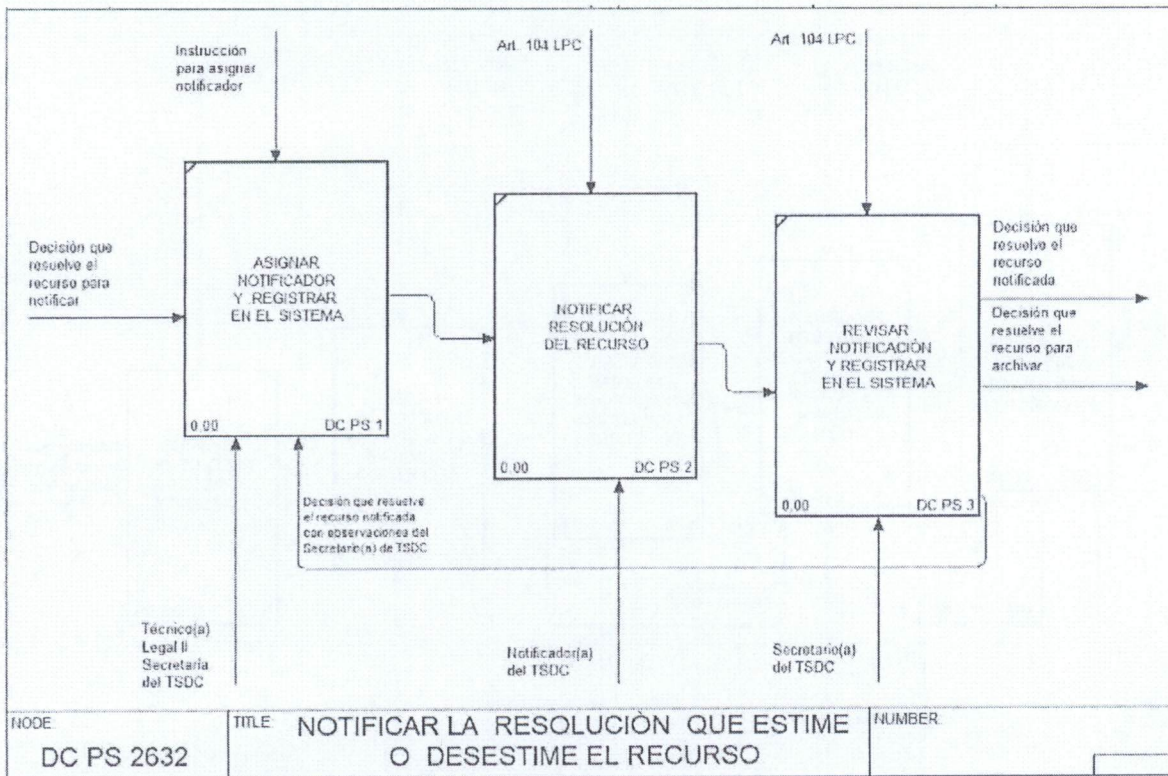 Instrucción
para asignar
notificador
Art. 104 LPC
Art. 104 LPC
Decisión que
resuelve el
recurso para
notificar
ASIGNAR
NOTIFICADOR
Y REGISTRAR
EN EL SISTEMA
0.00 DC PS 1
NOTIFICAR
RESOLUCIÓN
DEL RECURSO
0.00 DC PS 2
REVISAR
NOTIFICACIÓN
Y REGISTRAR
EN EL SISTEMA
0.00 DC PS 3
Decisión que
resuelve el
recurso
notificada
Decisión que
resuelve el
recurso para
archivar
Decisión que resuelve
el recurso notificada
con observaciones del
Secretario(a) de TSDC
Técnico(a)
Legal II
Secretaría
del TSDC
Notificador(a)
del TSDC
Secretario(a)
del TSDC
NODE:
DC PS 2632
TITLE:
NOTIFICAR LA RESOLUCIÒN QUE ESTIME
O DESESTIME EL RECURSO
NUMBER: